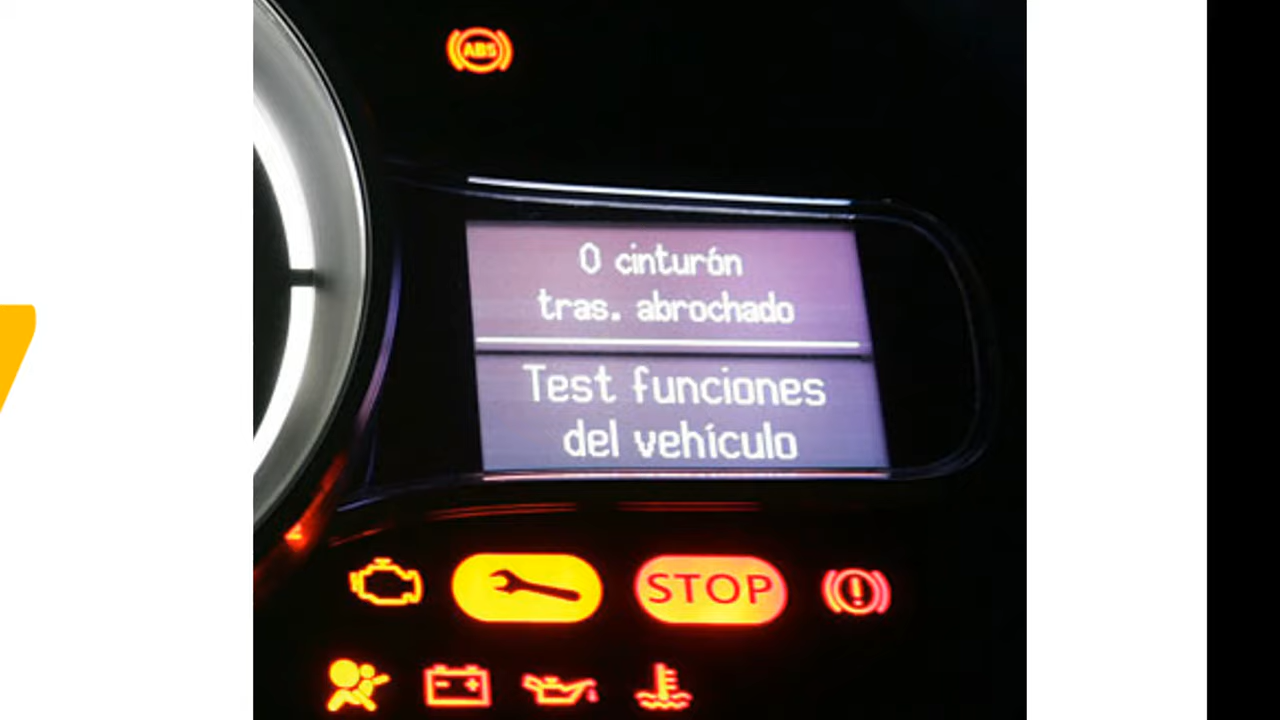 ABS
0 cinturón
tras. abrochado
Test funciones
del vehículo
STOP